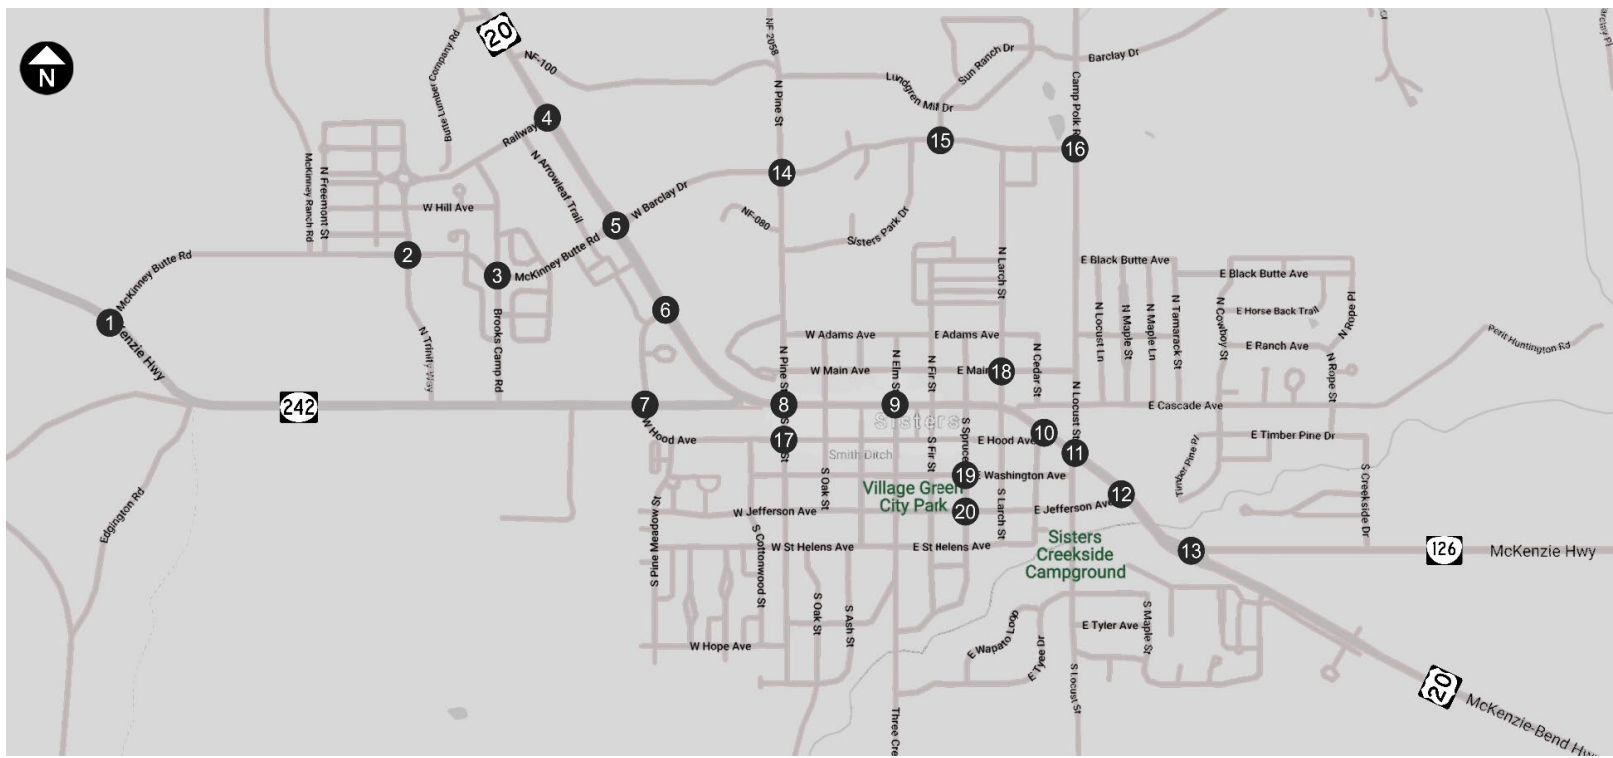 20
N
NF-100
Butte Lumber Company Rd
NF-2058
N Pine St
Lundgren Mill Dr
Sun Ranch Dr
Barclay Dr
Camp Polk R
4
Railway
15
16
14
McKinney Ranch Rd
N Freemont St
N Arrowleaf Trail
W Hill Ave
W Barclay Dr
NF-080
Sisters Park Dr
5
2
3
McKinney Butte Rd
McKinney Butte Rd
N Larch St
E Black Butte Ave
E Black Butte Ave
1
kenzie Hwy
6
Brooks Camp Rd
N Trinity Way
N Locust Ln
N Maple St
N Maple Ln
N Tamarack St
N Cowboy St
E Horse Back Trail
N Rope Pl
E Ranch Ave
N Rope St
Perit Huntington Rd
W Adams Ave
E Adams Ave
W Main Ave
E Main
18
N Pine S
N Elm S
N Fir St
N Cedar St
N Locust St
242
7
8
9
E Cascade Ave
Sisters
W Hood Ave
17
St
E Hood Ave
10
11
E Timber Pine Dr
Smith Ditch
S Oak St
S Fir St
S Spruce
19
E Washington Ave
Village Green
City Park
12
S Creekside Dr
W Jefferson Ave
20
S Larch St
E Jefferson Ave
Edgington Rd
S Pine Meadow St
S Cottonwood St
W St Helens Ave
E St Helens Ave
Sisters
Creekside
Campground
13
126
McKenzie Hwy
S Oak St
S Ash St
E Wapato Loop
E Tyee Dr
E Tyler Ave
S Maple St
W Hope Ave
S Locust St
Three Cre
20
McKenzie-Bend Hw